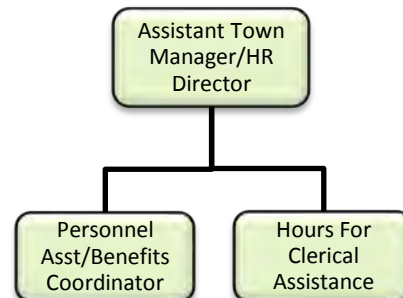 Assistant Town
Manager/HR
Director
Personnel
Asst/Benefits
Coordinator
Hours For
Clerical
Assistance